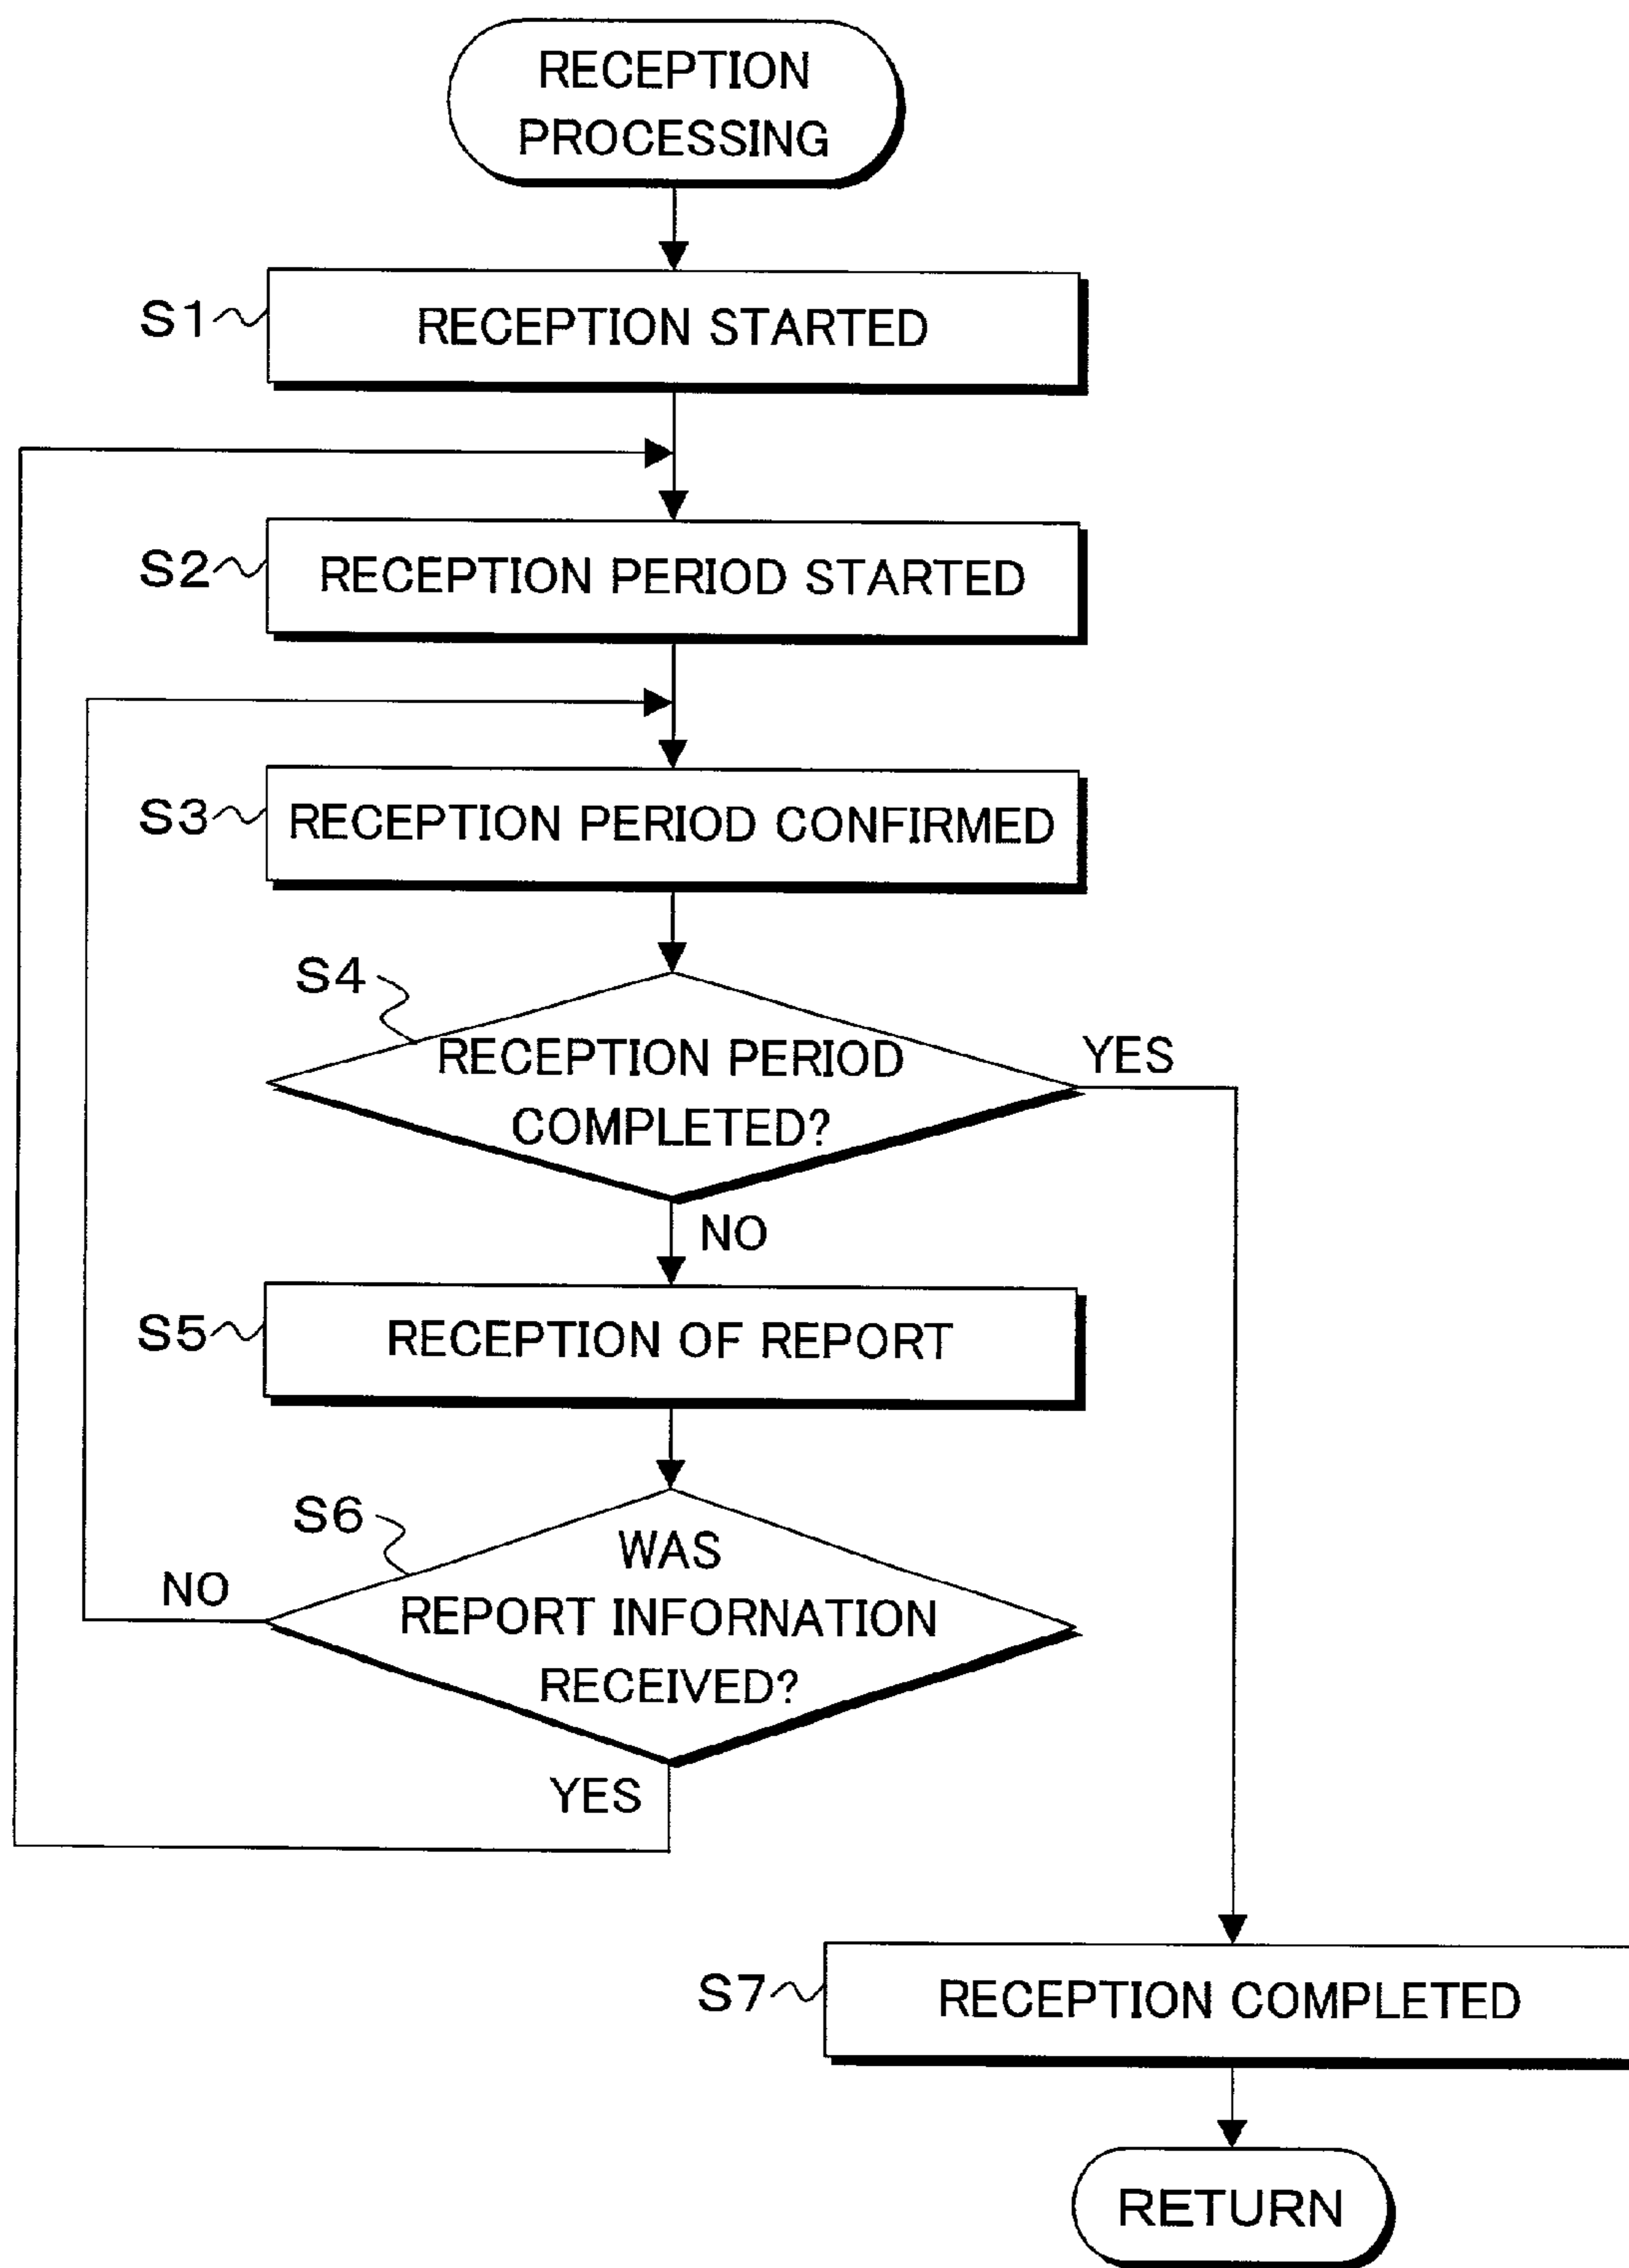 RECEPTION
PROCESSING
S1
RECEPTION STARTED
S2
RECEPTION PERIOD STARTED
S3
RECEPTION PERIOD CONFIRMED
S4
RECEPTION PERIOD
COMPLETED?
YES
NO
S5
RECEPTION OF REPORT
S6
WAS
REPORT INFORNATION
RECEIVED?
NO
YES
S7
RECEPTION COMPLETED
RETURN